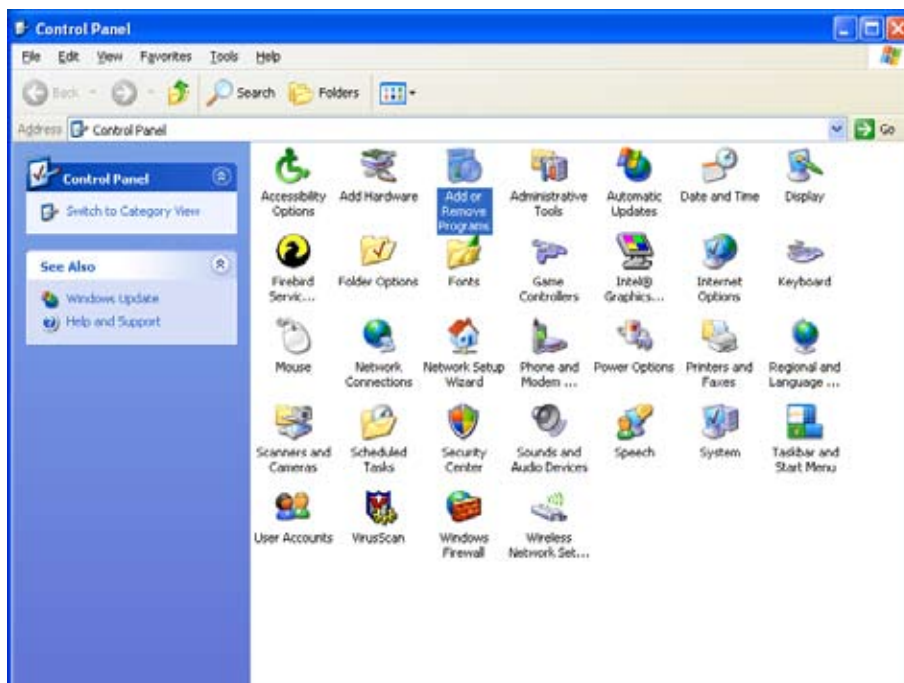 Control Panel
File Edit View Favorites Tools Help
Back Search Folders
Address Control Panel Go
Control Panel
Switch to Category View
See Also
Windows Update
Help and Support
Accessibility Options
Add Hardware
Add or Remove Programs
Administrative Tools
Automatic Updates
Date and Time
Display
Firebird Servic...
Folder Options
Fonts
Game Controllers
Intel® Graphics...
Internet Options
Keyboard
Mouse
Network Connections
Network Setup Wizard
Phone and Modem ...
Power Options
Printers and Faxes
Regional and Language ...
Scanners and Cameras
Scheduled Tasks
Security Center
Sounds and Audio Devices
Speech
System
Taskbar and Start Menu
User Accounts
VirusScan
Windows Firewall
Wireless Network Set...